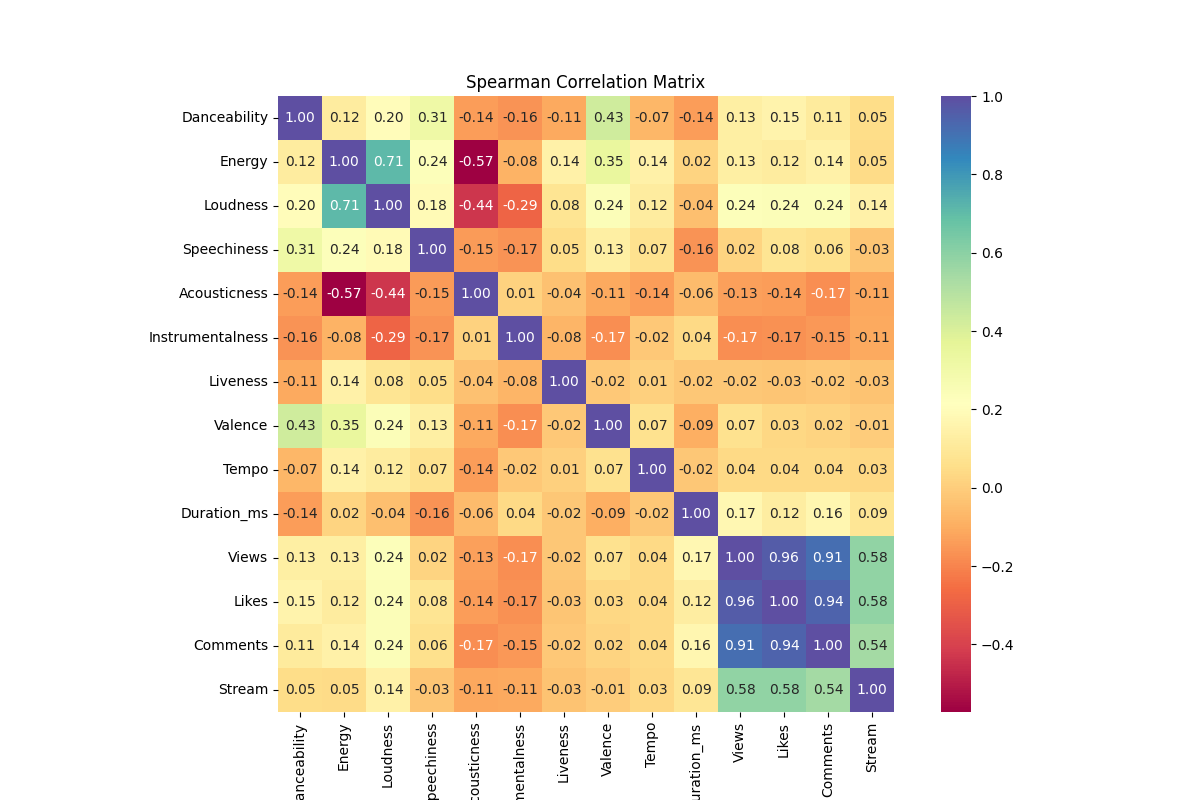 Spearman Correlation Matrix
Danceability 1.00 0.12 0.20 0.31 -0.14 -0.16 -0.11 0.43 -0.07 -0.14 0.13 0.15 0.11 0.05
Energy 0.12 1.00 0.71 0.24 -0.57 -0.08 0.14 0.35 0.14 0.02 0.13 0.12 0.14 0.05
Loudness 0.20 0.71 1.00 0.18 -0.44 -0.29 0.08 0.24 0.12 -0.04 0.24 0.24 0.24 0.14
Speechiness 0.31 0.24 0.18 1.00 -0.15 -0.17 0.05 0.13 0.07 -0.16 0.02 0.08 0.06 -0.03
Acousticness -0.14 -0.57 -0.44 -0.15 1.00 0.01 -0.04 -0.11 -0.14 -0.06 -0.13 -0.14 -0.17 -0.11
Instrumentalness -0.16 -0.08 -0.29 -0.17 0.01 1.00 -0.08 -0.17 -0.02 0.04 -0.17 -0.17 -0.15 -0.11
Liveness -0.11 0.14 0.08 0.05 -0.04 -0.08 1.00 -0.02 0.01 -0.02 -0.02 -0.03 -0.02 -0.03
Valence 0.43 0.35 0.24 0.13 -0.11 -0.17 -0.02 1.00 0.07 -0.09 0.07 0.03 0.02 -0.01
Tempo -0.07 0.14 0.12 0.07 -0.14 -0.02 0.01 0.07 1.00 -0.02 0.04 0.04 0.04 0.03
Duration_ms -0.14 0.02 -0.04 -0.16 -0.06 0.04 -0.02 -0.09 -0.02 1.00 0.17 0.12 0.16 0.09
Views 0.13 0.13 0.24 0.02 -0.13 -0.17 -0.02 0.07 0.04 0.17 1.00 0.96 0.91 0.58
Likes 0.15 0.12 0.24 0.08 -0.14 -0.17 -0.03 0.03 0.04 0.12 0.96 1.00 0.94 0.58
Comments 0.11 0.14 0.24 0.06 -0.17 -0.15 -0.02 0.02 0.04 0.16 0.91 0.94 1.00 0.54
Stream 0.05 0.05 0.14 -0.03 -0.11 -0.11 -0.03 -0.01 0.03 0.09 0.58 0.58 0.54 1.00
anceability
Energy
Loudness
peechiness
cousticness
mentalness
Liveness
Valence
Tempo
uration_ms
Views
Likes
Comments
Stream
1.0
0.8
0.6
0.4
0.2
0.0
−0.2
−0.4